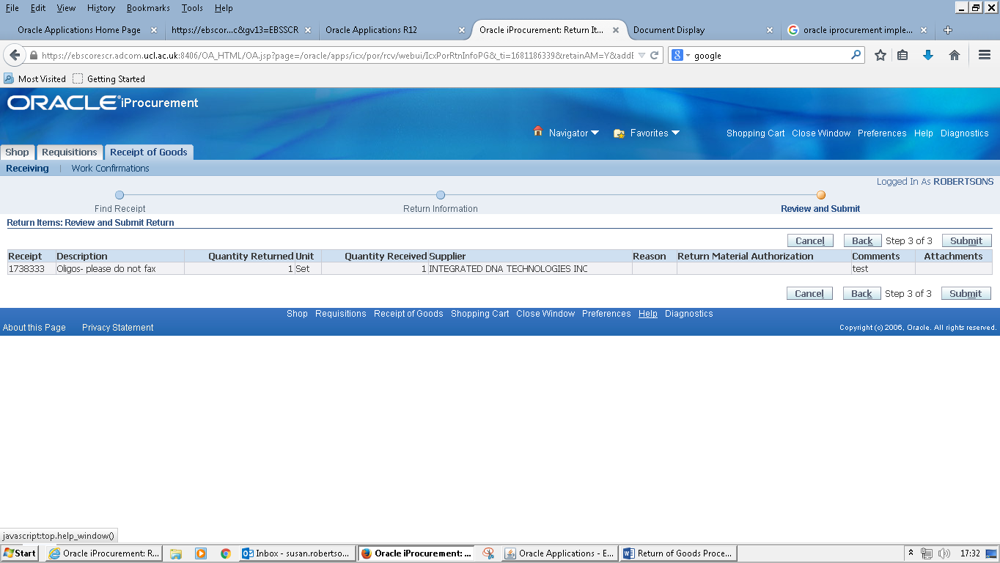 File Edit View History Bookmarks Tools Help
Oracle Applications Home Page https://ebscor...c&gv13=EBSSCR Oracle Applications R12 Oracle iProcurement: Return It... Document Display oracle iprocurement imple...
https://ebscorescr.adcom.ucl.ac.uk:8406/OA_HTML/OA.jsp?page=/oracle/apps/icx/por/rcv/webui/IcxPorRtnInfoPG&_ti=1681186339&retainAM=Y&addE google
Most Visited Getting Started
ORACLE iProcurement
Navigator Favorites Shopping Cart Close Window Preferences Help Diagnostics
Shop Requisitions Receipt of Goods
Receiving | Work Confirmations
Logged In As ROBERTSONS
Find Receipt Return Information Review and Submit
Return Items: Review and Submit Return
Cancel Back Step 3 of 3 Submit
Receipt Description Quantity Returned Unit Quantity Received Supplier Reason Return Material Authorization Comments Attachments
1738333 Oligos- please do not fax 1 Set 1 INTEGRATED DNA TECHNOLOGIES INC test
Cancel Back Step 3 of 3 Submit
Shop Requisitions Receipt of Goods Shopping Cart Close Window Preferences Help Diagnostics
About this Page Privacy Statement Copyright (c) 2006, Oracle. All rights reserved.
javascript:top.help_window()
Start Oracle iProcurement: R... Inbox - susan.robertso... Oracle iProcurement: ... Oracle Applications - E... Return of Goods Proce... 17:32